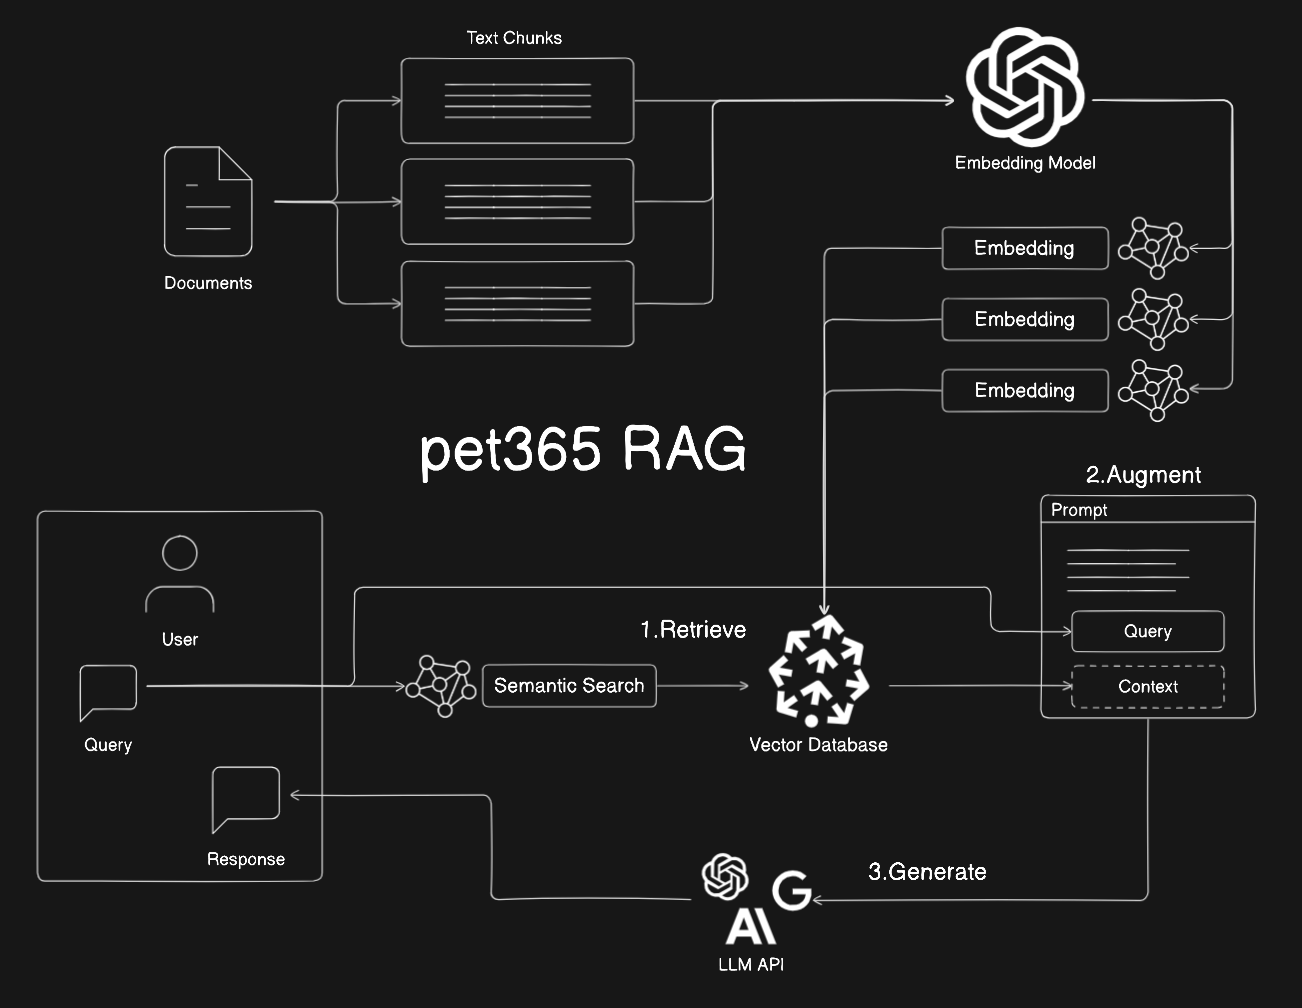 Text Chunks
Embedding Model
Documents
Embedding
Embedding
Embedding
pet365 RAG
2.Augment
Prompt
User
1.Retrieve
Query
Semantic Search
Context
Query
Vector Database
Response
3.Generate
LLM API